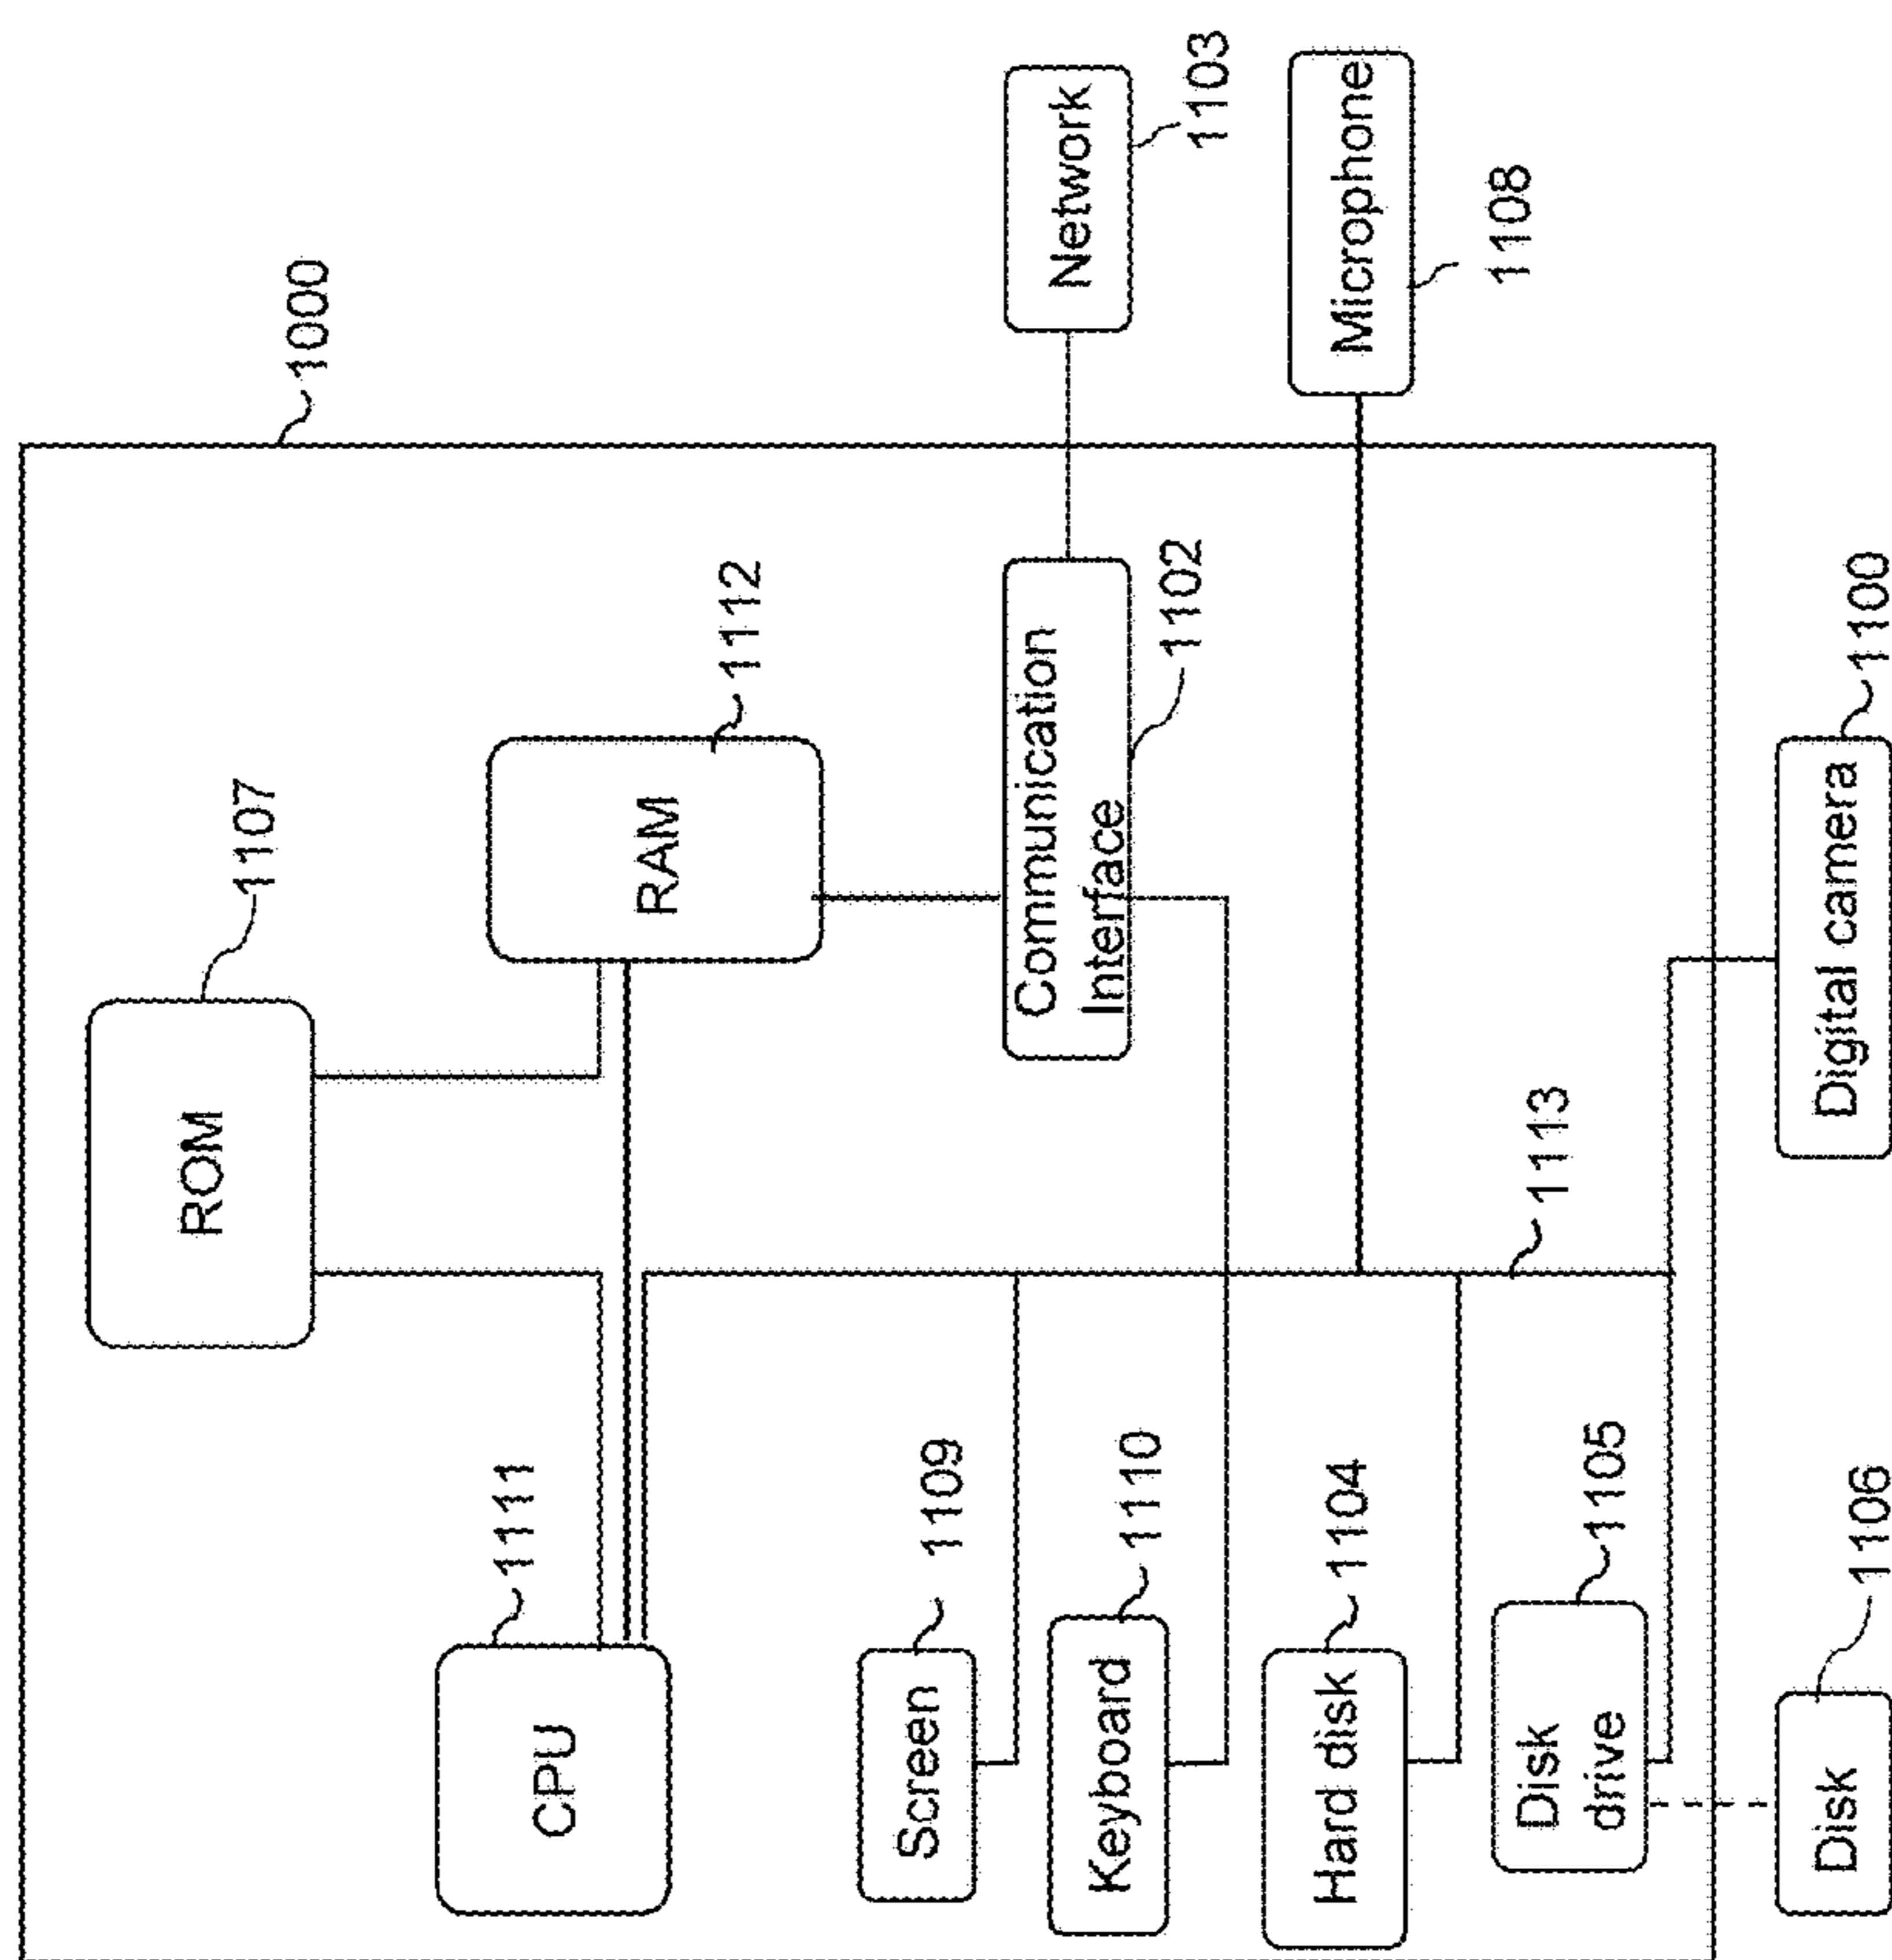 1000
ROM
1107
CPU
1111
RAM
1112
Screen
1109
Keyboard
1110
Communication
Interface
1102
Network
1103
Hard disk
1104
Microphone
1108
Disk
drive
1105
1113
Disk
1106
Digital camera
1100